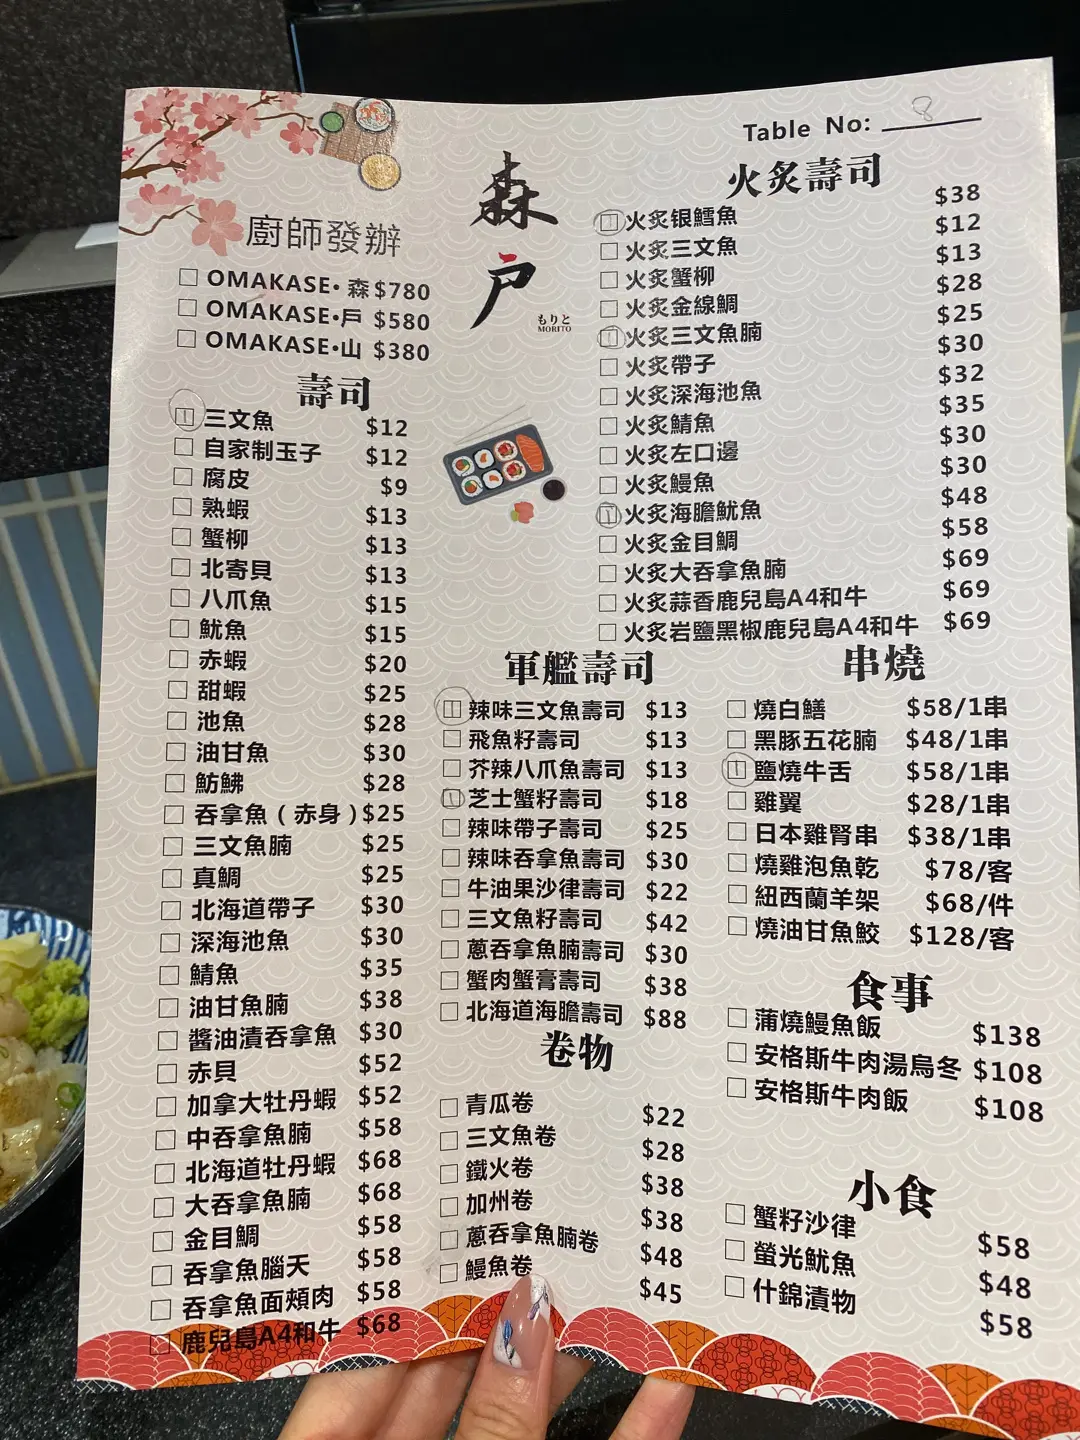 Table No: 8
森
戶
もりと
MORITO
廚師發辦
OMAKASE• 森 $780
OMAKASE•戶 $580
OMAKASE•山 $380
壽司
1 三文魚 $12
自家制玉子 $12
腐皮 $9
熟蝦 $13
蟹柳 $13
北寄貝 $13
八爪魚 $15
魷魚 $15
赤蝦 $20
甜蝦 $25
池魚 $28
油甘魚 $30
魴鮄 $28
吞拿魚（赤身）$25
三文魚腩 $25
真鯛 $25
北海道帶子 $30
深海池魚 $30
鯖魚 $35
油甘魚腩 $38
醬油漬吞拿魚 $30
赤貝 $52
加拿大牡丹蝦 $52
中吞拿魚腩 $58
北海道牡丹蝦 $68
大吞拿魚腩 $68
金目鯛 $58
吞拿魚腦天 $58
吞拿魚面頰肉 $58
鹿兒島A4和牛 $68
火炙壽司
1 火炙银鱈魚 $38
火炙三文魚 $12
火炙蟹柳 $13
火炙金線鯛 $28
1 火炙三文魚腩 $25
火炙帶子 $30
火炙深海池魚 $32
火炙鯖魚 $35
火炙左口邊 $30
火炙鰻魚 $30
1 火炙海膽魷魚 $48
火炙金目鯛 $58
火炙大吞拿魚腩 $69
火炙蒜香鹿兒島A4和牛 $69
火炙岩鹽黑椒鹿兒島A4和牛 $69
軍艦壽司
1 辣味三文魚壽司 $13
飛魚籽壽司 $13
芥辣八爪魚壽司 $13
1 芝士蟹籽壽司 $18
辣味帶子壽司 $25
辣味吞拿魚壽司 $30
牛油果沙律壽司 $22
三文魚籽壽司 $42
蔥吞拿魚腩壽司 $30
蟹肉蟹膏壽司 $38
北海道海膽壽司 $88
卷物
青瓜卷 $22
三文魚卷 $28
鐵火卷 $38
加州卷 $38
蔥吞拿魚腩卷 $48
鰻魚卷 $45
串燒
燒白鱔 $58/1串
黑豚五花腩 $48/1串
1 鹽燒牛舌 $58/1串
雞翼 $28/1串
日本雞腎串 $38/1串
燒雞泡魚乾 $78/客
紐西蘭羊架 $68/件
燒油甘魚鮫 $128/客
食事
蒲燒鰻魚飯 $138
安格斯牛肉湯烏冬 $108
安格斯牛肉飯 $108
小食
蟹籽沙律 $58
螢光魷魚 $48
什錦漬物 $58